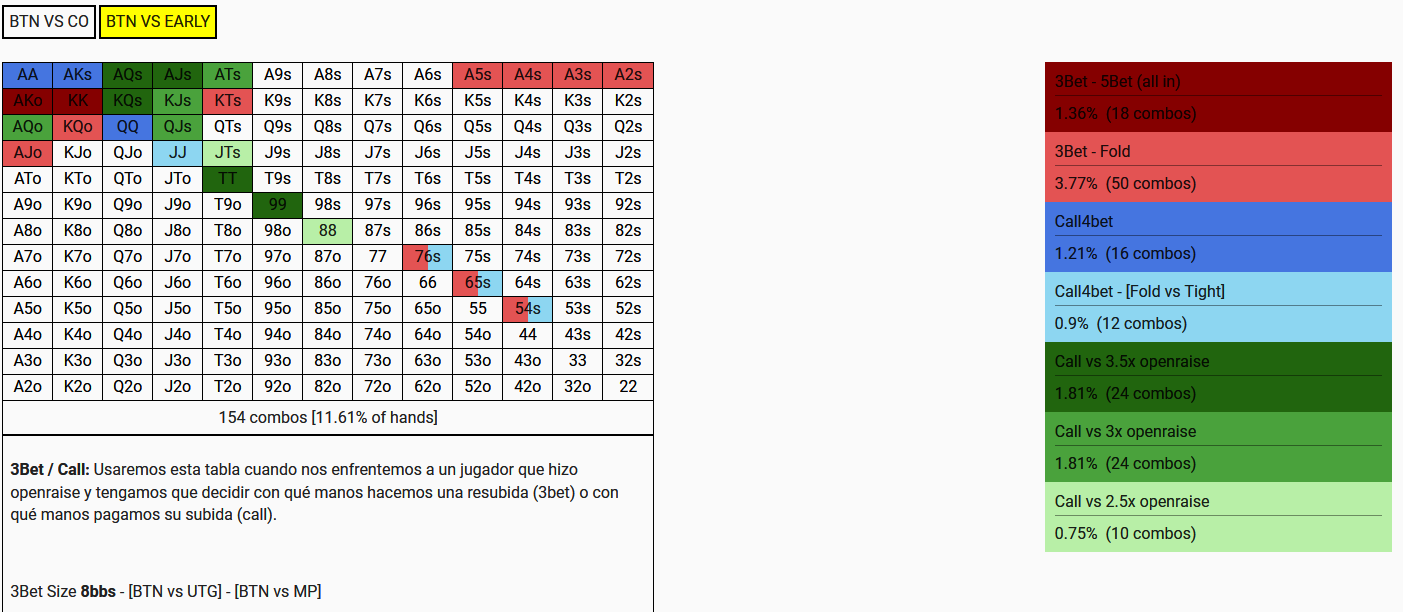 BTN VS CO BTN VS EARLY
AA AKs AQs AJs ATs A9s A8s A7s A6s A5s A4s A3s A2s
AKo KK KQs KJs KTs K9s K8s K7s K6s K5s K4s K3s K2s
AQo KQo QQ QJs QTs Q9s Q8s Q7s Q6s Q5s Q4s Q3s Q2s
AJo KJo QJo JJ JTs J9s J8s J7s J6s J5s J4s J3s J2s
ATo KTo QTo JTo TT T9s T8s T7s T6s T5s T4s T3s T2s
A9o K9o Q9o J9o T9o 99 98s 97s 96s 95s 94s 93s 92s
A8o K8o Q8o J8o T8o 98o 88 87s 86s 85s 84s 83s 82s
A7o K7o Q7o J7o T7o 97o 87o 77 76s 75s 74s 73s 72s
A6o K6o Q6o J6o T6o 96o 86o 76o 66 65s 64s 63s 62s
A5o K5o Q5o J5o T5o 95o 85o 75o 65o 55 54s 53s 52s
A4o K4o Q4o J4o T4o 94o 84o 74o 64o 54o 44 43s 42s
A3o K3o Q3o J3o T3o 93o 83o 73o 63o 53o 43o 33 32s
A2o K2o Q2o J2o T2o 92o 82o 72o 62o 52o 42o 32o 22
154 combos [11.61% of hands]
3Bet / Call: Usaremos esta tabla cuando nos enfrentemos a un jugador que hizo
openraise y tengamos que decidir con qué manos hacemos una resubida (3bet) o con
qué manos pagamos su subida (call).
3Bet Size 8bbs - [BTN vs UTG] - [BTN vs MP]
3Bet - 5Bet (all in)
1.36% (18 combos)
3Bet - Fold
3.77% (50 combos)
Call4bet
1.21% (16 combos)
Call4bet - [Fold vs Tight]
0.9% (12 combos)
Call vs 3.5x openraise
1.81% (24 combos)
Call vs 3x openraise
1.81% (24 combos)
Call vs 2.5x openraise
0.75% (10 combos)